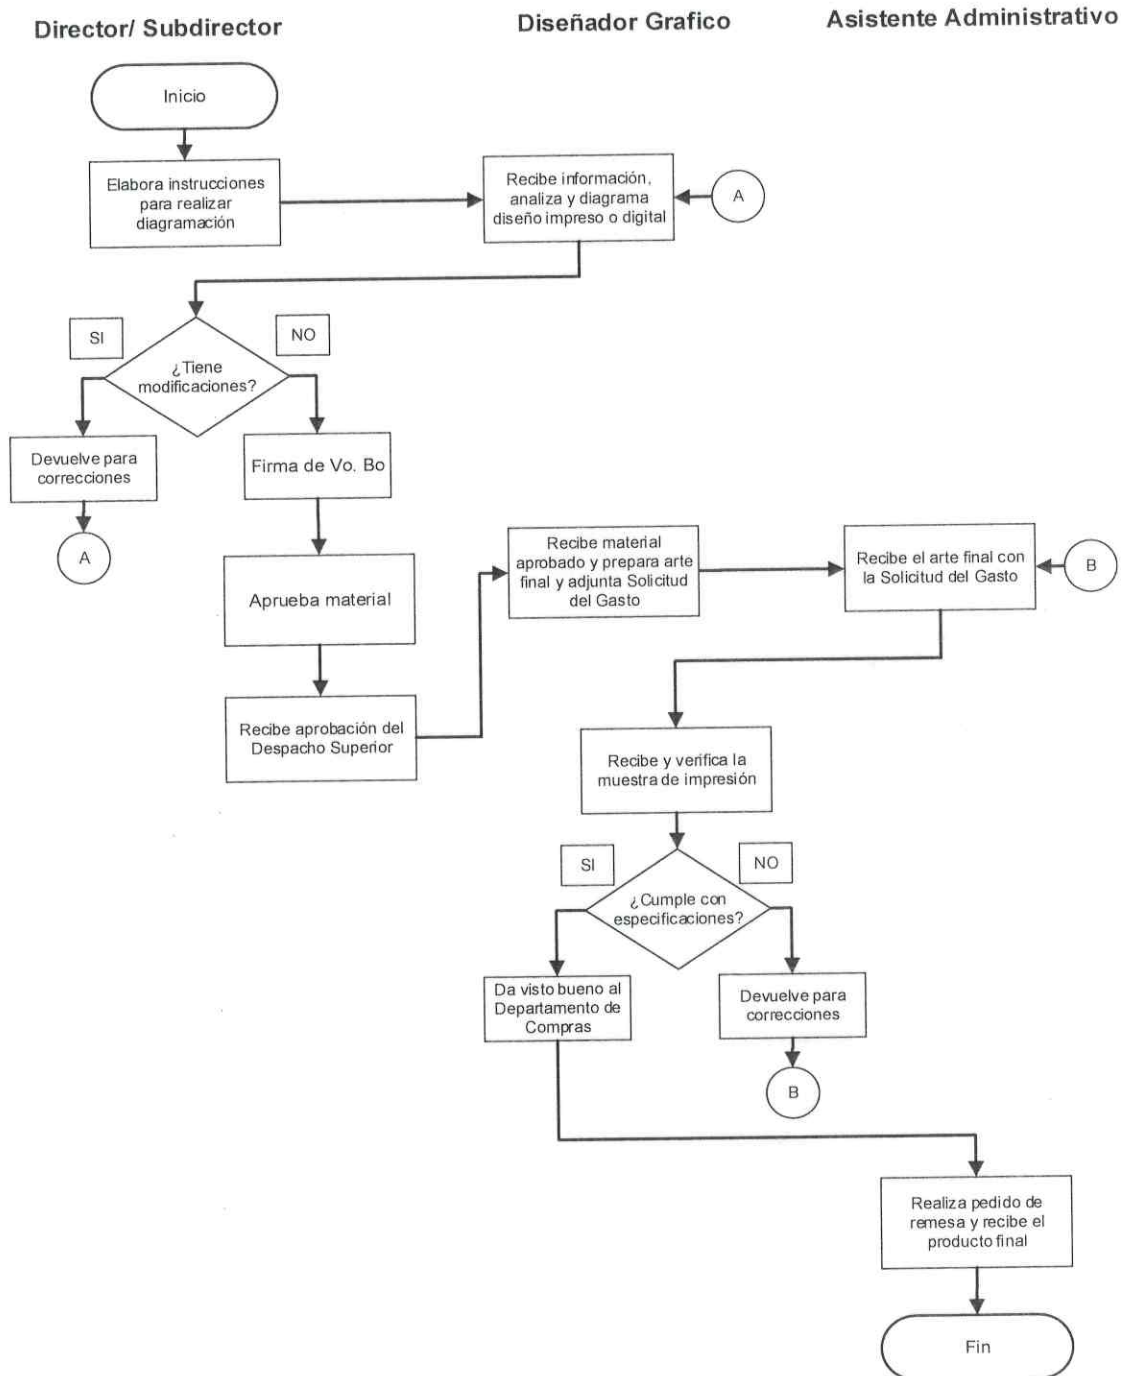 Director/ Subdirector
Diseñador Grafico
Asistente Administrativo
Inicio
Elabora instrucciones
para realizar
diagramación
Recibe información,
analiza y diagrama
diseño impreso o digital
A
SI
NO
¿Tiene
modificaciones?
Devuelve para
correcciones
A
Firma de Vo. Bo
Aprueba material
Recibe aprobación del
Despacho Superior
Recibe material
aprobado y prepara arte
final y adjunta Solicitud
del Gasto
Recibe el arte final con
la Solicitud del Gasto
B
Recibe y verifica la
muestra de impresión
SI
NO
¿Cumple con
especificaciones?
Da visto bueno al
Departamento de
Compras
Devuelve para
correcciones
B
Realiza pedido de
remesa y recibe el
producto final
Fin